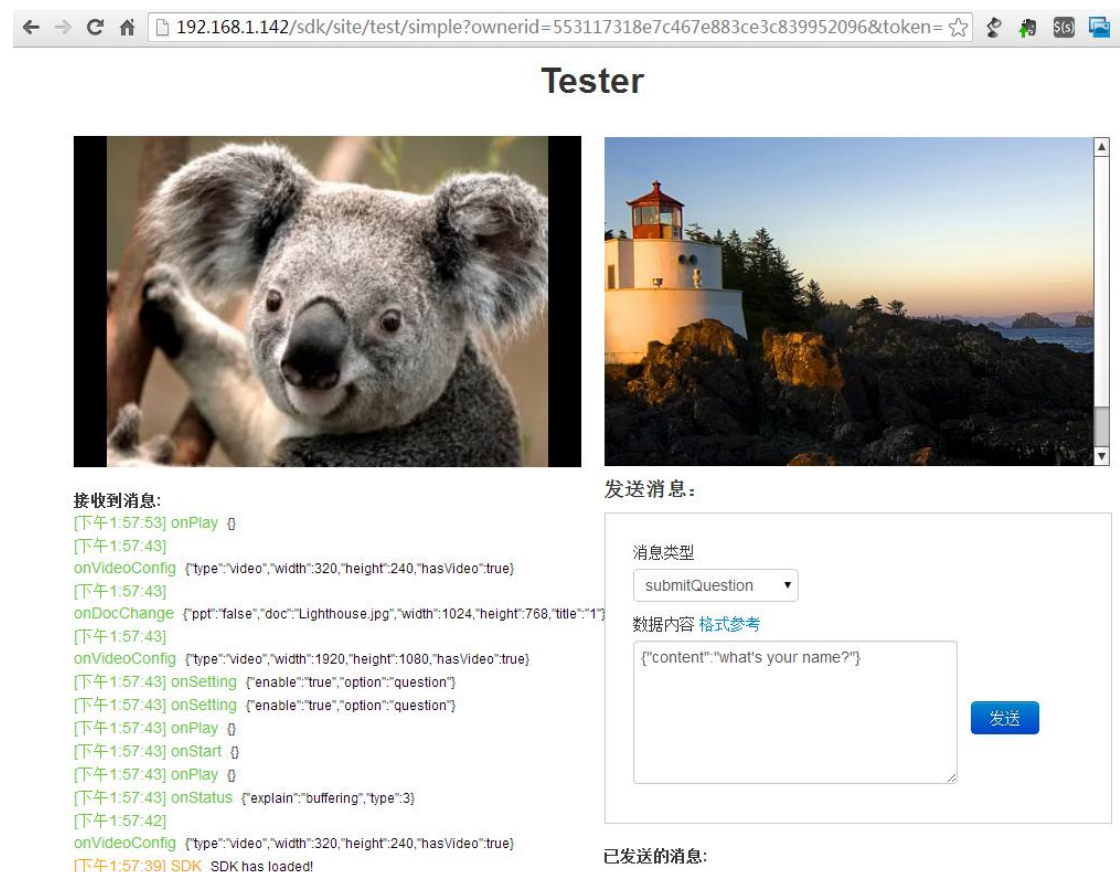 192.168.1.142/sdk/site/test/simple?ownerid=553117318e7c467e883ce3c839952096&token=
S(s)
Tester
接收到消息:
[下午1:57:53] onPlay {}
[下午1:57:43]
onVideoConfig {"type":"video","width":320,"height":240,"hasVideo":true}
[下午1:57:43]
onDocChange {"ppt":"false","doc":"Lighthouse.jpg","width":1024,"height":768,"title":"1"}
[下午1:57:43]
onVideoConfig {"type":"video","width":1920,"height":1080,"hasVideo":true}
[下午1:57:43] onSetting {"enable":"true","option":"question"}
[下午1:57:43] onSetting {"enable":"true","option":"question"}
[下午1:57:43] onPlay {}
[下午1:57:43] onStart {}
[下午1:57:43] onPlay {}
[下午1:57:43] onStatus {"explain":"buffering","type":3}
[下午1:57:42]
onVideoConfig {"type":"video","width":320,"height":240,"hasVideo":true}
[下午1:57:39] SDK SDK has loaded!
发送消息：
消息类型
submitQuestion
数据内容 格式参考
{"content":"what's your name?"}
发送
已发送的消息: